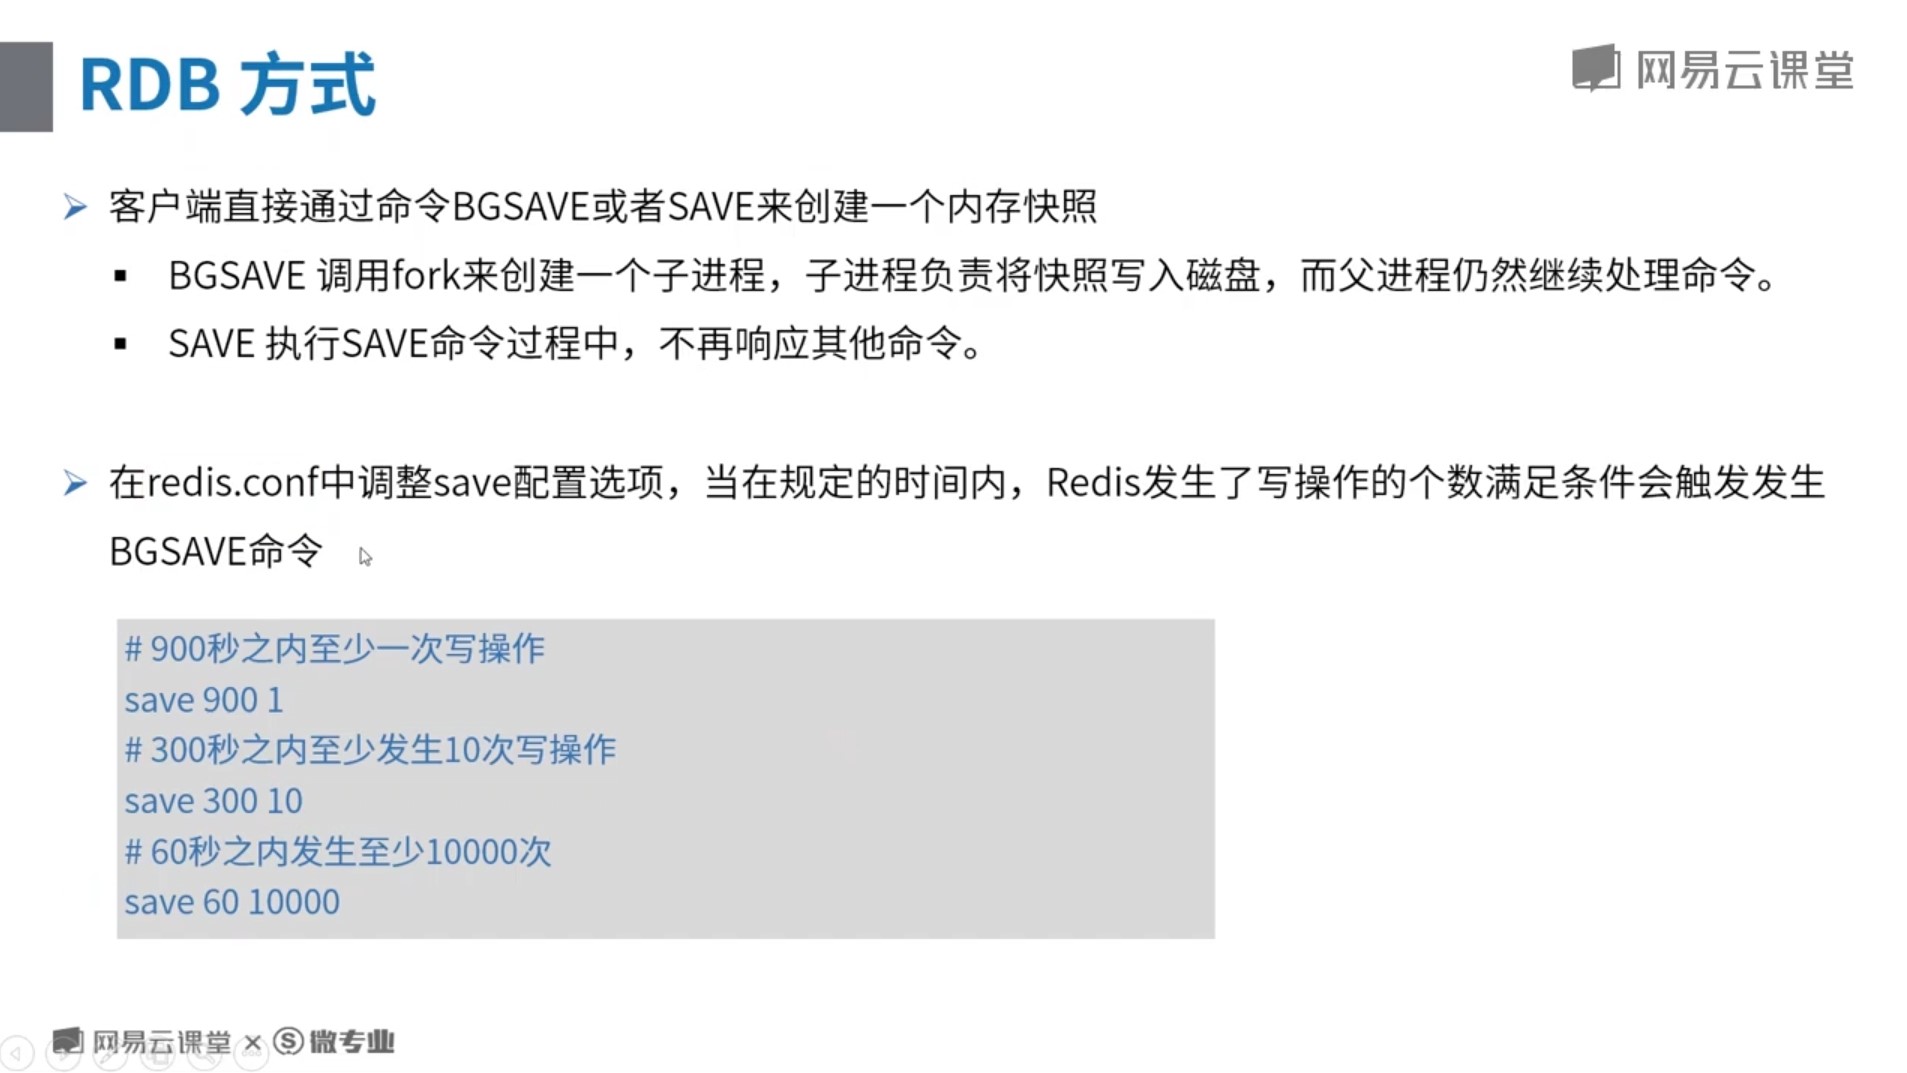 RDB 方式
网易云课堂
客户端直接通过命令BGSAVE或者SAVE来创建一个内存快照
BGSAVE 调用fork来创建一个子进程，子进程负责将快照写入磁盘，而父进程仍然继续处理命令。
SAVE 执行SAVE命令过程中，不再响应其他命令。
在redis.conf中调整save配置选项，当在规定的时间内，Redis发生了写操作的个数满足条件会触发发生
BGSAVE命令
# 900秒之内至少一次写操作
save 900 1
# 300秒之内至少发生10次写操作
save 300 10
# 60秒之内发生至少10000次
save 60 10000
网易云课堂 × S 微专业